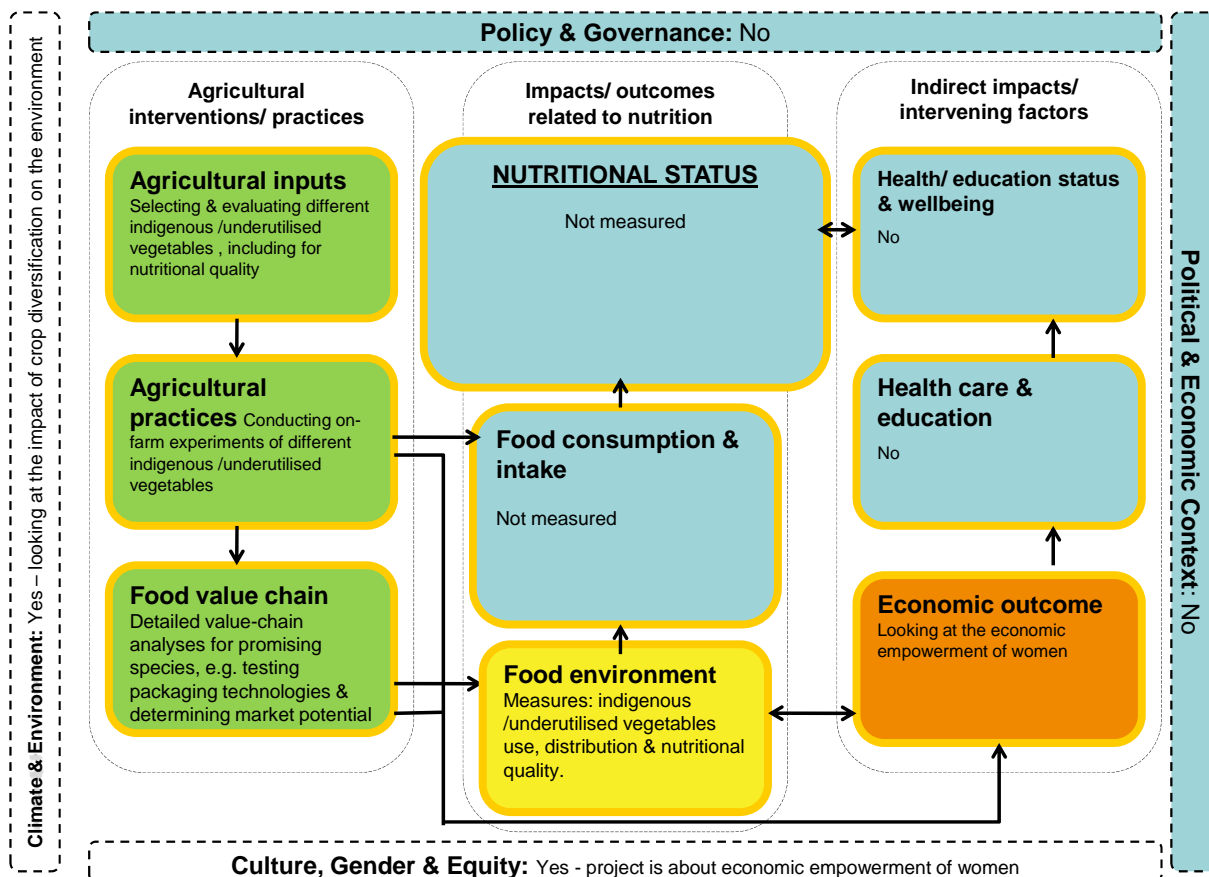 Policy & Governance: No
Climate & Environment: Yes – looking at the impact of crop diversification on the environment
Agricultural
interventions/ practices
Agricultural inputs
Selecting & evaluating different
indigenous /underutilised
vegetables , including for
nutritional quality
Agricultural
practices Conducting on-
farm experiments of different
indigenous /underutilised
vegetables
Food value chain
Detailed value-chain
analyses for promising
species, e.g. testing
packaging technologies &
determining market potential
Impacts/ outcomes
related to nutrition
NUTRITIONAL STATUS
Not measured
Food consumption &
intake
Not measured
Food environment
Measures: indigenous
/underutilised vegetables
use, distribution & nutritional
quality.
Indirect impacts/
intervening factors
Health/ education status
& wellbeing
No
Health care &
education
No
Economic outcome
Looking at the economic
empowerment of women
Political & Economic Context: No
Culture, Gender & Equity: Yes - project is about economic empowerment of women